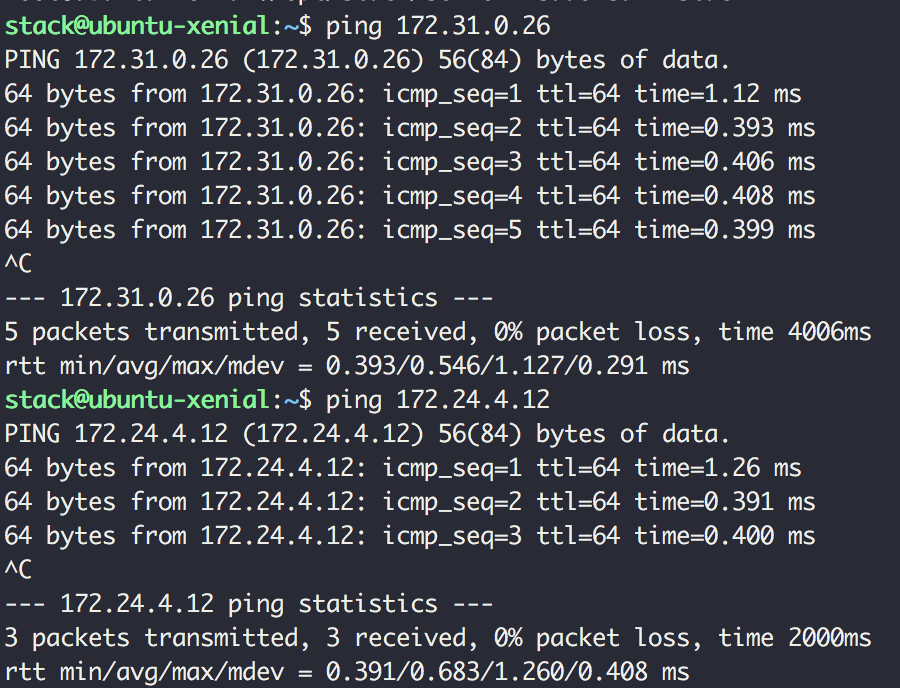 stack@ubuntu-xenial:~$ ping 172.31.0.26
PING 172.31.0.26 (172.31.0.26) 56(84) bytes of data.
64 bytes from 172.31.0.26: icmp_seq=1 ttl=64 time=1.12 ms
64 bytes from 172.31.0.26: icmp_seq=2 ttl=64 time=0.393 ms
64 bytes from 172.31.0.26: icmp_seq=3 ttl=64 time=0.406 ms
64 bytes from 172.31.0.26: icmp_seq=4 ttl=64 time=0.408 ms
64 bytes from 172.31.0.26: icmp_seq=5 ttl=64 time=0.399 ms
^C
--- 172.31.0.26 ping statistics ---
5 packets transmitted, 5 received, 0% packet loss, time 4006ms
rtt min/avg/max/mdev = 0.393/0.546/1.127/0.291 ms
stack@ubuntu-xenial:~$ ping 172.24.4.12
PING 172.24.4.12 (172.24.4.12) 56(84) bytes of data.
64 bytes from 172.24.4.12: icmp_seq=1 ttl=64 time=1.26 ms
64 bytes from 172.24.4.12: icmp_seq=2 ttl=64 time=0.391 ms
64 bytes from 172.24.4.12: icmp_seq=3 ttl=64 time=0.400 ms
^C
--- 172.24.4.12 ping statistics ---
3 packets transmitted, 3 received, 0% packet loss, time 2000ms
rtt min/avg/max/mdev = 0.391/0.683/1.260/0.408 ms